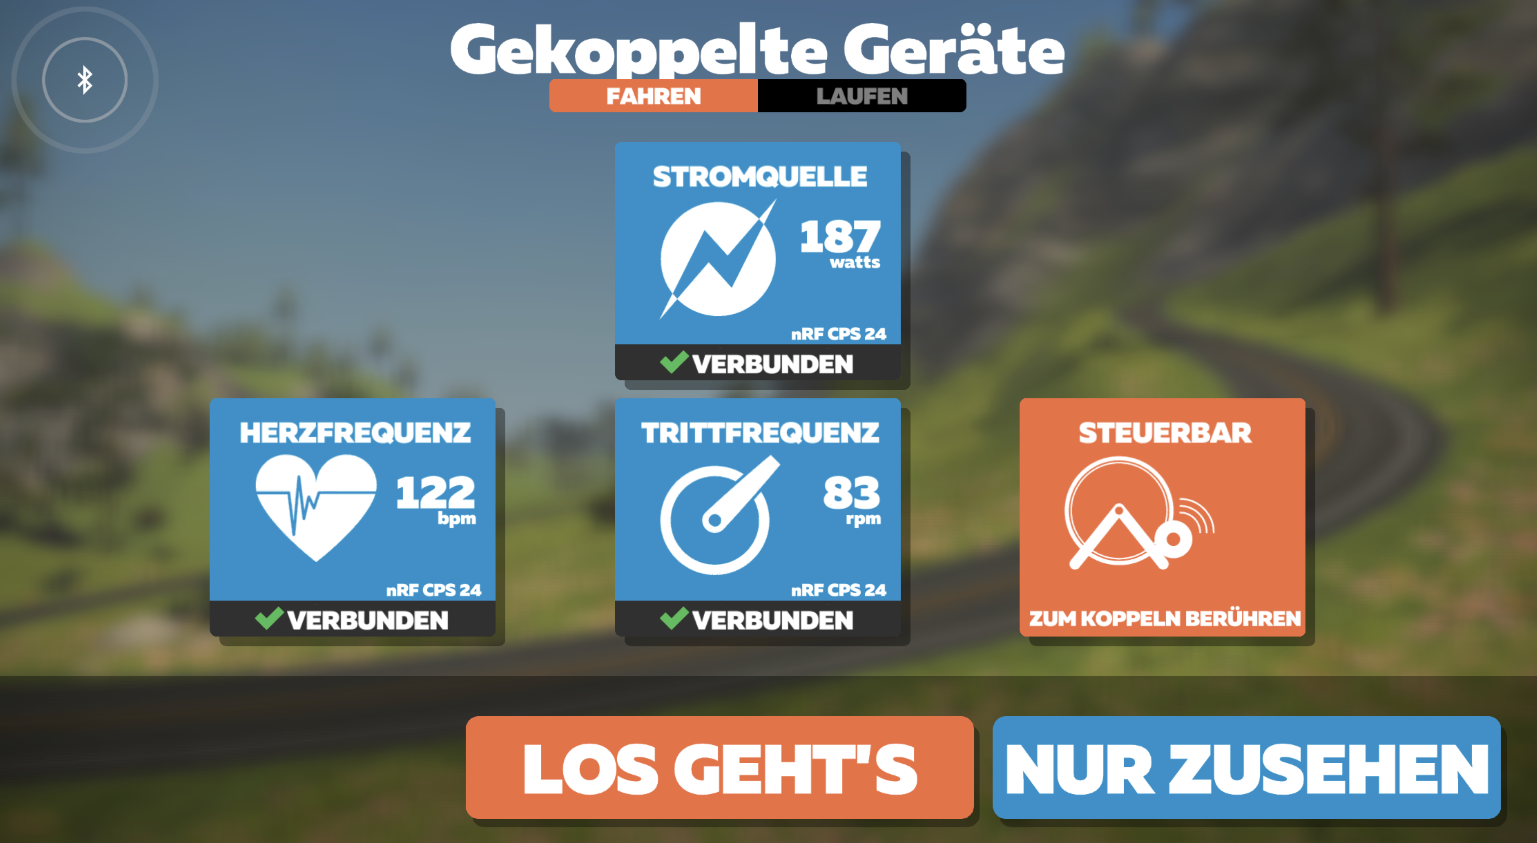 Gekoppelte Geräte
FAHREN
LAUFEN
STROMQUELLE
187
watts
nRF CPS 24
VERBUNDEN
HERZFREQUENZ
122
bpm
nRF CPS 24
VERBUNDEN
TRITTFREQUENZ
83
rpm
nRF CPS 24
VERBUNDEN
STEUERBAR
ZUM KOPPELN BERÜHREN
LOS GEHT'S
NUR ZUSEHEN